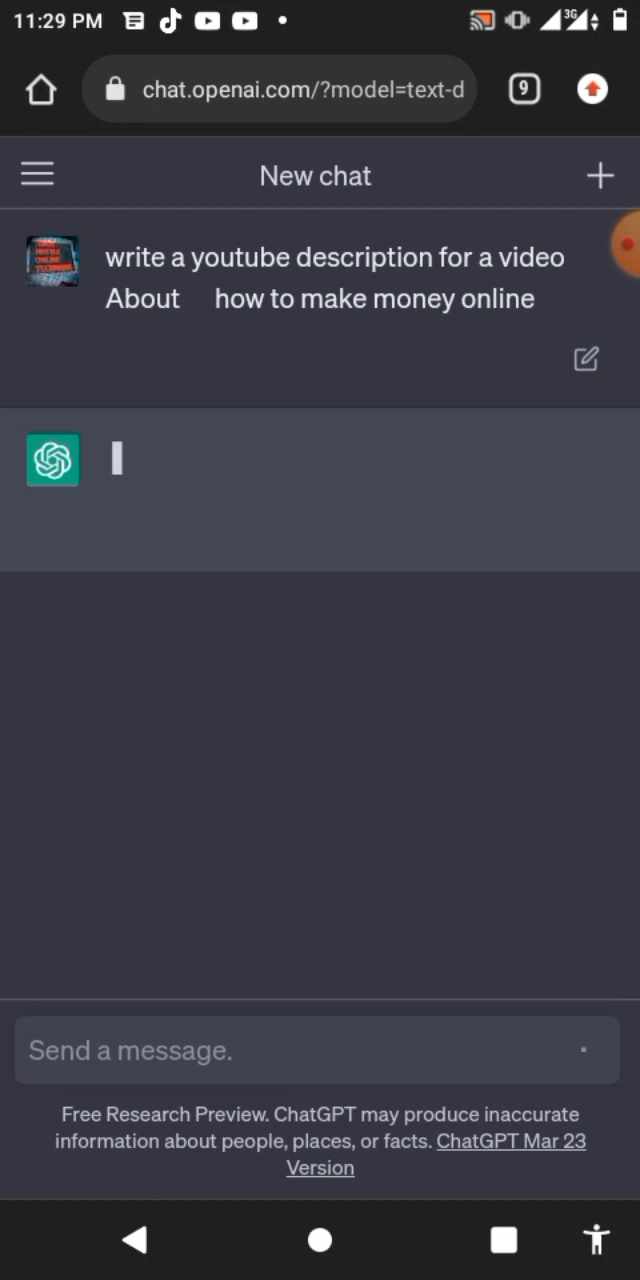 11:29 PM
3G
chat.openai.com/?model=text-d
9
New chat
write a youtube description for a video
About how to make money online
Send a message.
Free Research Preview. ChatGPT may produce inaccurate
information about people, places, or facts. ChatGPT Mar 23
Version